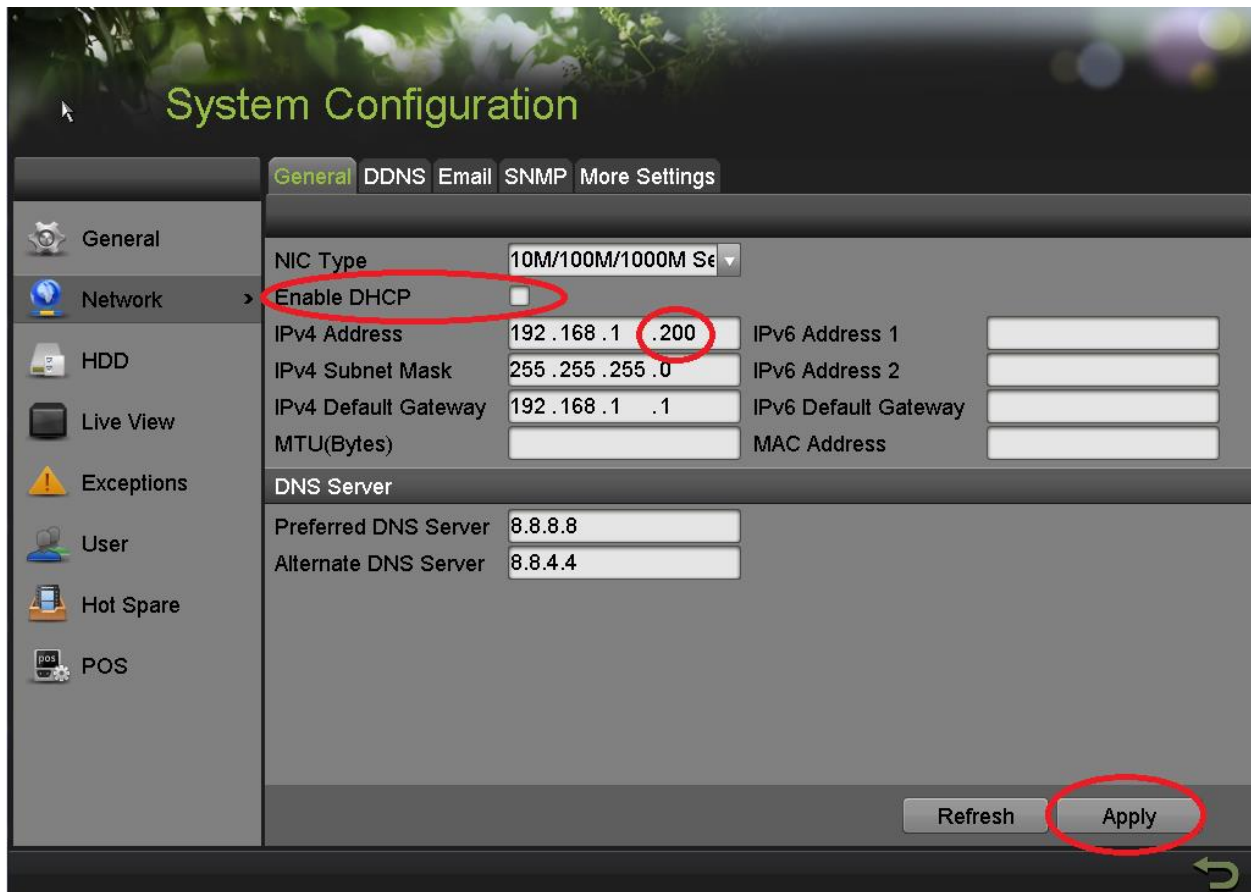 System Configuration
General DDNS Email SNMP More Settings
General
Network >
HDD
Live View
Exceptions
User
Hot Spare
pos POS
NIC Type 10M/100M/1000M Se
Enable DHCP
IPv4 Address 192 .168 .1 .200 IPv6 Address 1
IPv4 Subnet Mask 255 .255 .255 .0 IPv6 Address 2
IPv4 Default Gateway 192 .168 .1 .1 IPv6 Default Gateway
MTU(Bytes) MAC Address
DNS Server
Preferred DNS Server 8.8.8.8
Alternate DNS Server 8.8.4.4
Refresh Apply